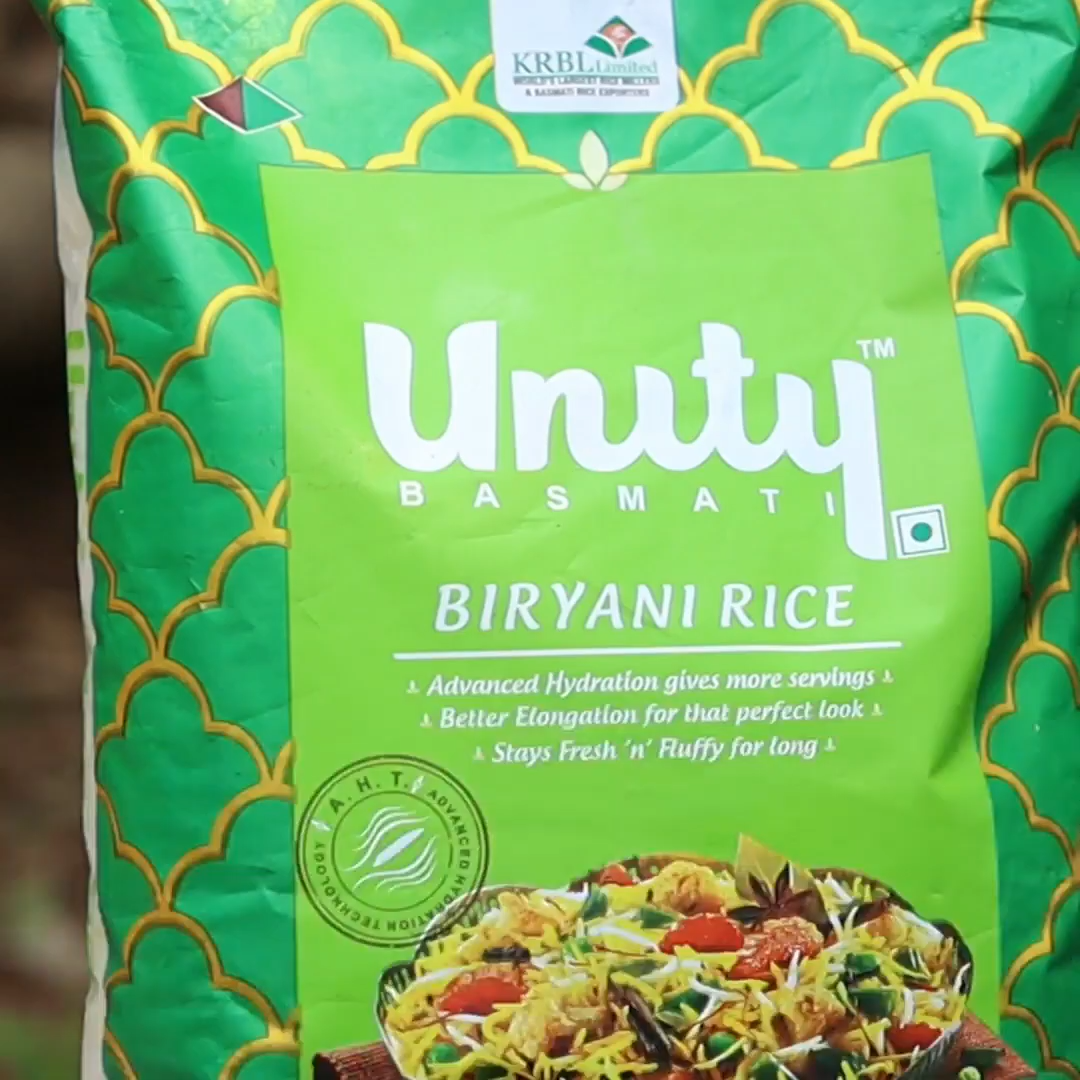 KRBL Limited
WORLD'S LARGEST RICE MILLERS
& BASMATI RICE EXPORTERS
Unity™
BASMATI
BIRYANI RICE
Advanced Hydration gives more servings
Better Elongation for that perfect look
Stays Fresh 'n' Fluffy for long
A. H. T.
ADVANCED HYDRATION TECHNOLOGY